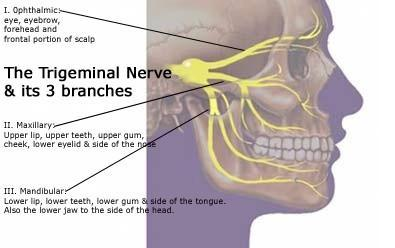 I. Ophthalmic:
eye, eyebrow,
forehead and
frontal portion of scalp
The Trigeminal Nerve
& its 3 branches
II. Maxillary:
Upper lip, upper teeth, upper gum,
cheek, lower eyelid & side of the nose
III. Mandibular:
Lower lip, lower teeth, lower gum & side of the tongue.
Also the lower jaw to the side of the head.